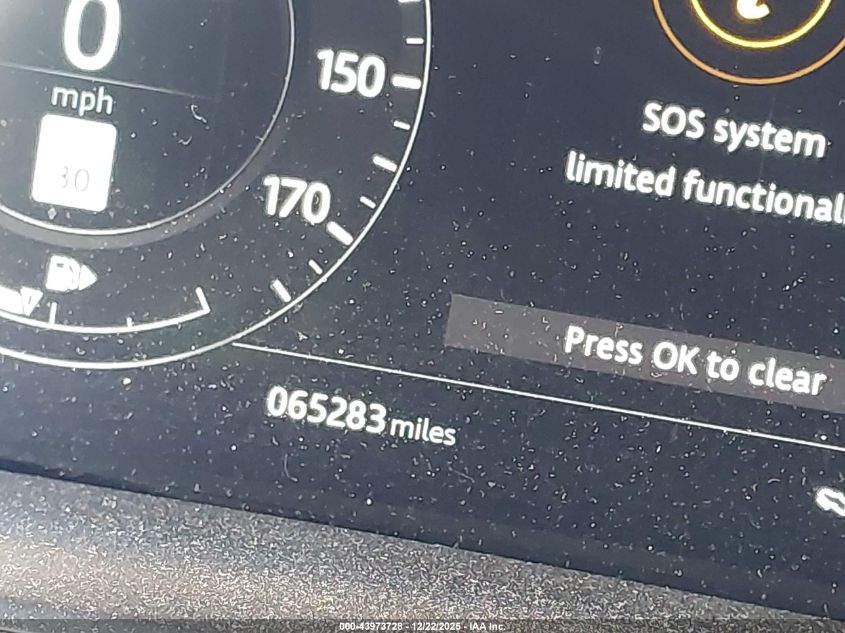 0
mph
30
150
170
SOS system
limited functional
Press OK to clear
065283 miles
000-43973728 - 12/22/2025 - IAA Inc.